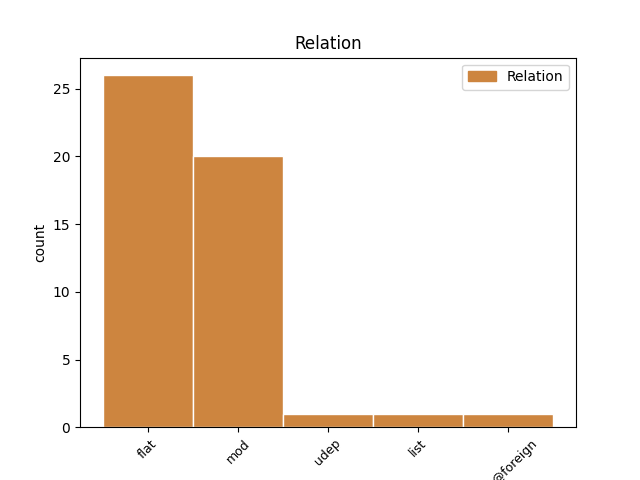 Relation
Relation
count
25
20
15
10
5
0
flat
mod
udep
list
@foreign